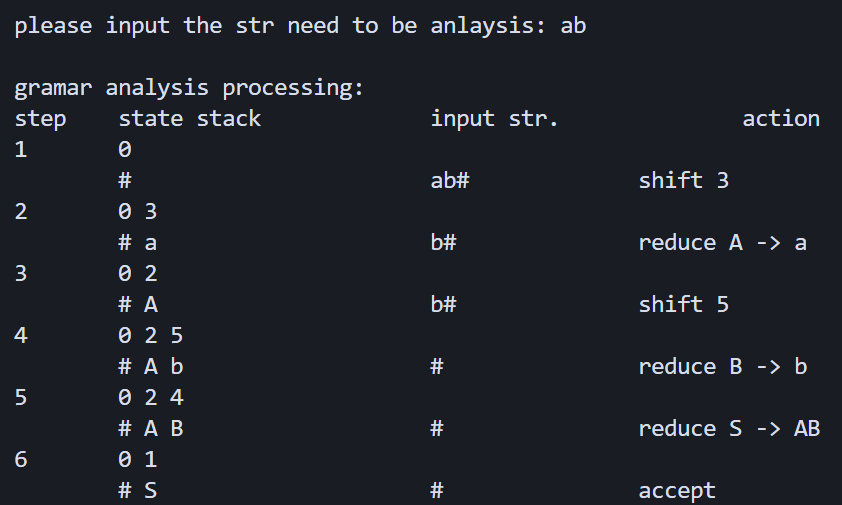 please input the str need to be anlaysis: ab
gramar analysis processing:
step state stack input str. action
1 0
# ab# shift 3
2 0 3
# a b# reduce A -> a
3 0 2
# A b# shift 5
4 0 2 5
# A b # reduce B -> b
5 0 2 4
# A B # reduce S -> AB
6 0 1
# S # accept